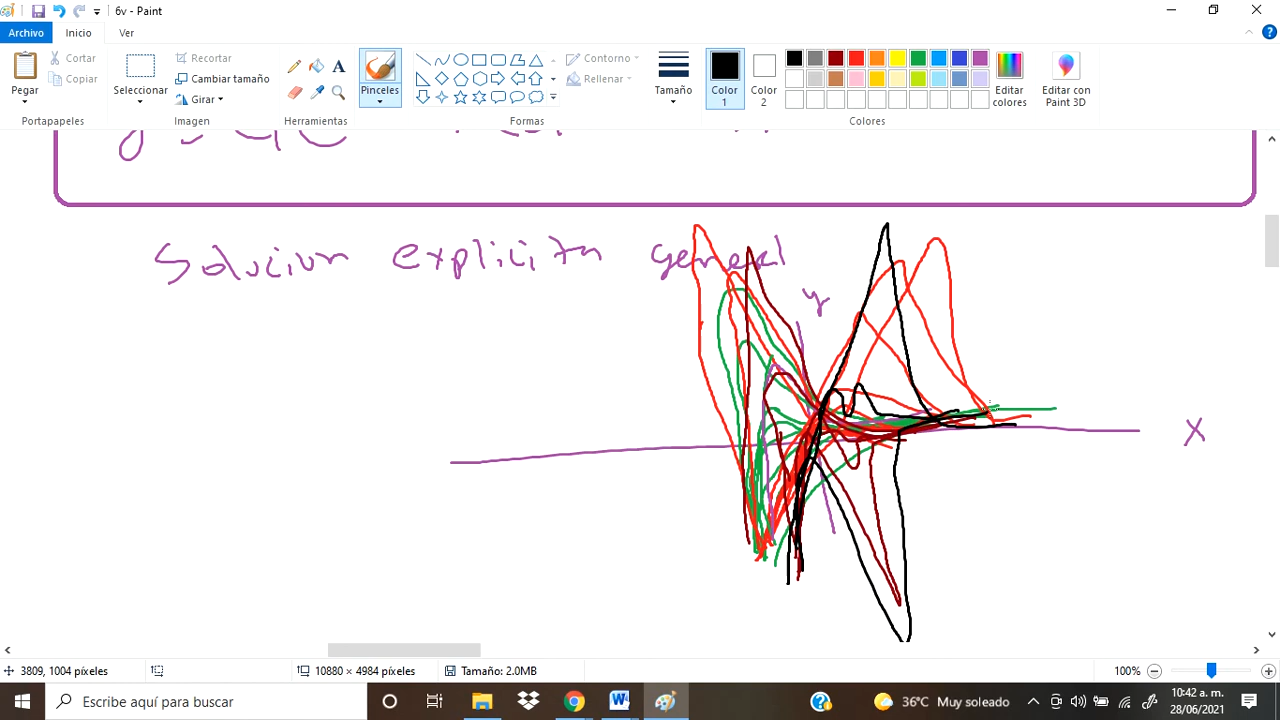 6v - Paint
Archivo Inicio Ver
Pegar
Cortar
Copiar
Portapapeles
Seleccionar
Recortar
Cambiar tamaño
Girar
Imagen
A
Herramientas
Pinceles
Contorno
Rellenar
Formas
Tamaño
Color 1
Color 2
Editar colores
Editar con Paint 3D
Colores
Solucion explicita general
y
X
3809, 1004 píxeles
10880 × 4984 píxeles
Tamaño: 2.0MB
100%
Escribe aquí para buscar
36°C Muy soleado
10:42 a. m.
28/06/2021